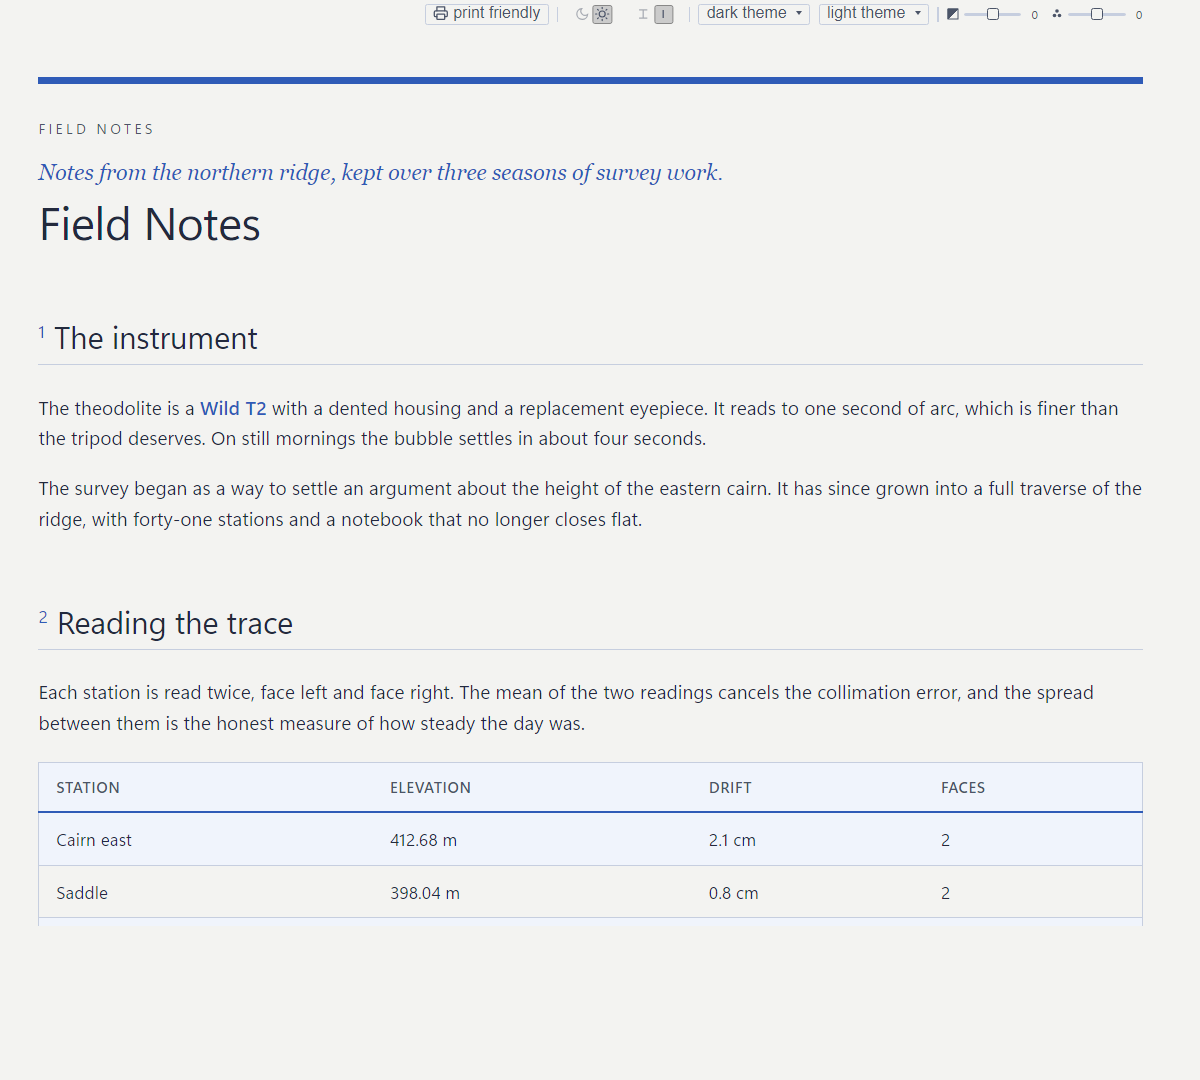 print friendly
I
dark theme
light theme
0
0
FIELD NOTES
Notes from the northern ridge, kept over three seasons of survey work.
Field Notes
1 The instrument
The theodolite is a Wild T2 with a dented housing and a replacement eyepiece. It reads to one second of arc, which is finer than
the tripod deserves. On still mornings the bubble settles in about four seconds.
The survey began as a way to settle an argument about the height of the eastern cairn. It has since grown into a full traverse of the
ridge, with forty-one stations and a notebook that no longer closes flat.
2 Reading the trace
Each station is read twice, face left and face right. The mean of the two readings cancels the collimation error, and the spread
between them is the honest measure of how steady the day was.
STATION ELEVATION DRIFT FACES
Cairn east 412.68 m 2.1 cm 2
Saddle 398.04 m 0.8 cm 2